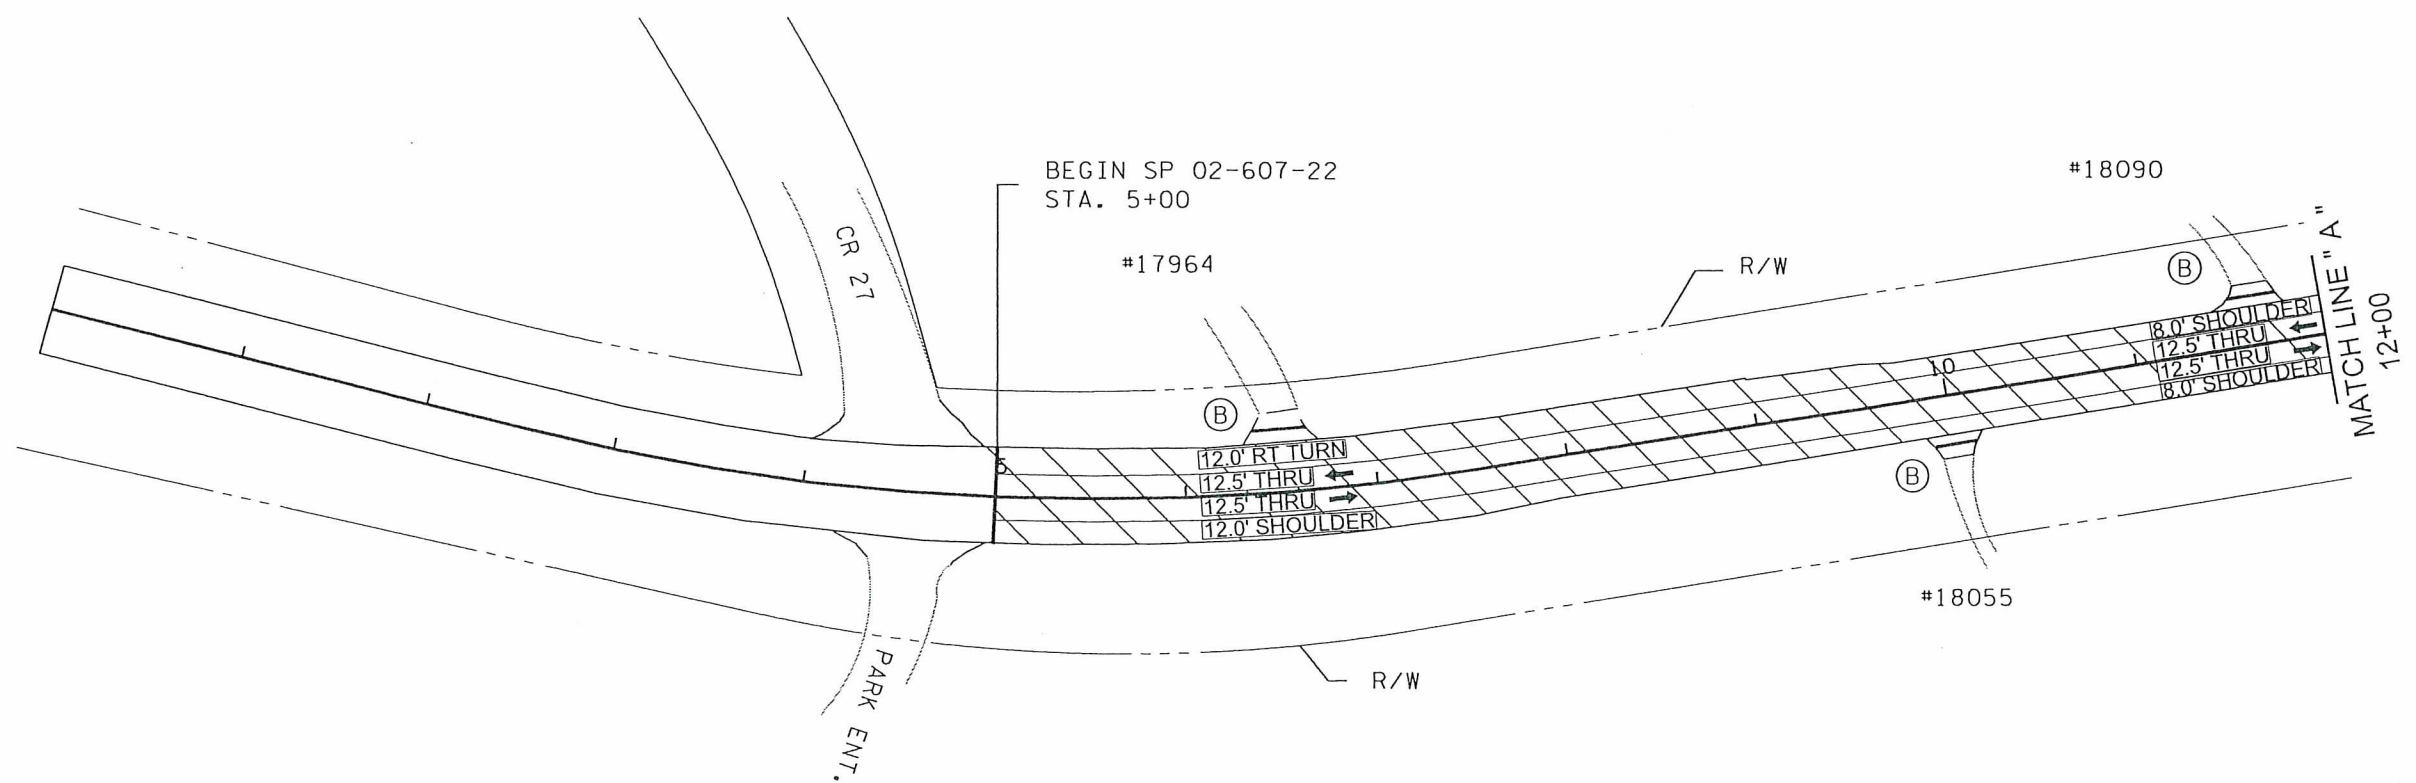 BEGIN SP 02-607-22
STA. 5+00
#18090
#17964
CR 27
R/W
B
MATCH LINE "A"
12+00
8.0' SHOULDER
12.5' THRU
12.5' THRU
8.0' SHOULDER
10
B
5
12.0' RT TURN
12.5' THRU
12.5' THRU
12.0' SHOULDER
B
#18055
R/W
PARK ENT.